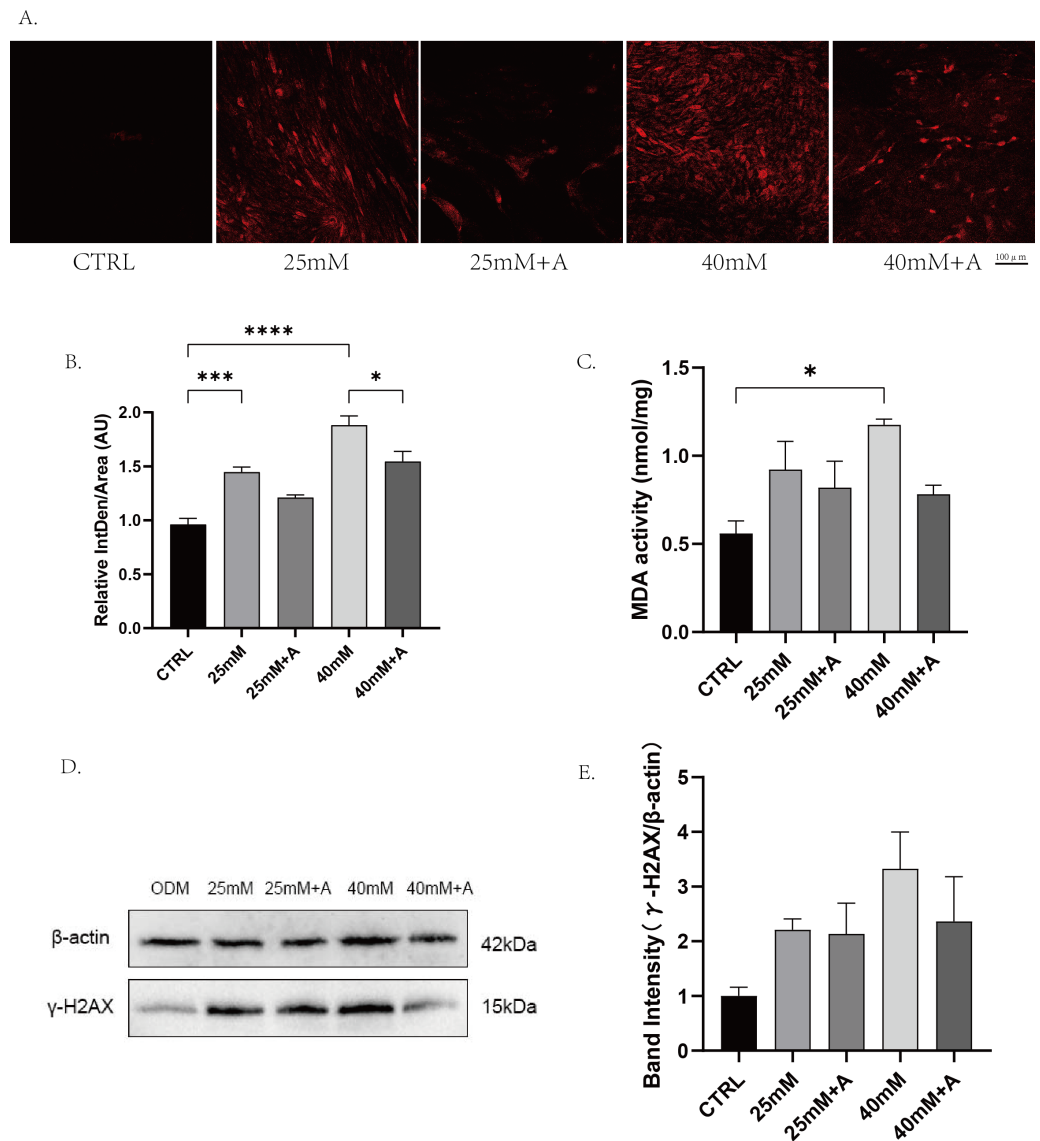 A.
CTRL 25mM 25mM+A 40mM 40mM+A 100μm
B.
****
*** *
Relative IntDen/Area (AU)
2.0
1.5
1.0
0.5
0.0
CTRL 25mM 25mM+A 40mM 40mM+A
C.
*
MDA activity (nmol/mg)
1.5
1.0
0.5
0.0
CTRL 25mM 25mM+A 40mM 40mM+A
D.
ODM 25mM 25mM+A 40mM 40mM+A
β-actin 42kDa
γ-H2AX 15kDa
E.
Band Intensity(γ-H2AX/β-actin)
5
4
3
2
1
0
CTRL 25mM 25mM+A 40mM 40mM+A